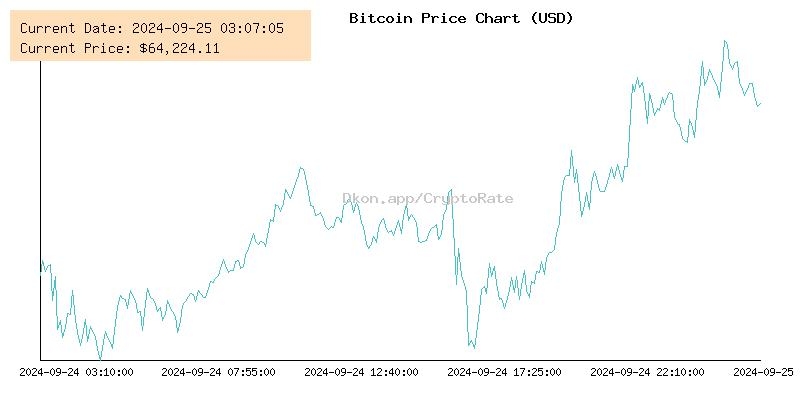 Bitcoin Price Chart (USD)
Current Date: 2024-09-25 03:07:05
Current Price: $64,224.11
Dkon.app/CryptoRate
2024-09-24 03:10:00 2024-09-24 07:55:00 2024-09-24 12:40:00 2024-09-24 17:25:00 2024-09-24 22:10:00 2024-09-25